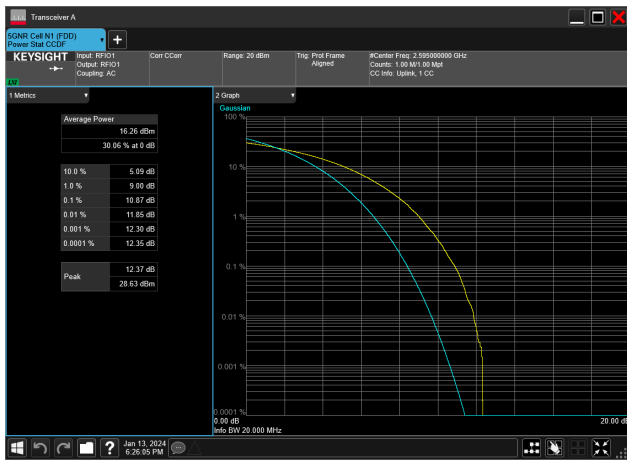 Transceiver A
5GNR Cell N1 (FDD)
Power Stat CCDF
+
KEYSIGHT
LXI
Input: RFIO1
Output: RFIO1
Coupling: AC
Corr CCorr
Range: 20 dBm
Trig: Prot Frame
Aligned
#Center Freq: 2.595000000 GHz
Counts: 1.00 M/1.00 Mpt
CC Info: Uplink, 1 CC
1 Metrics
Average Power
16.26 dBm
30.06 % at 0 dB
10.0 % 5.09 dB
1.0 % 9.00 dB
0.1 % 10.87 dB
0.01 % 11.85 dB
0.001 % 12.30 dB
0.0001 % 12.35 dB
Peak 12.37 dB
28.63 dBm
2 Graph
Gaussian
100 %
10 %
1 %
0.1 %
0.01 %
0.001 %
0.0001 %
0.00 dB
20.00 dB
Info BW 20.000 MHz
?
Jan 13, 2024
6:26:05 PM